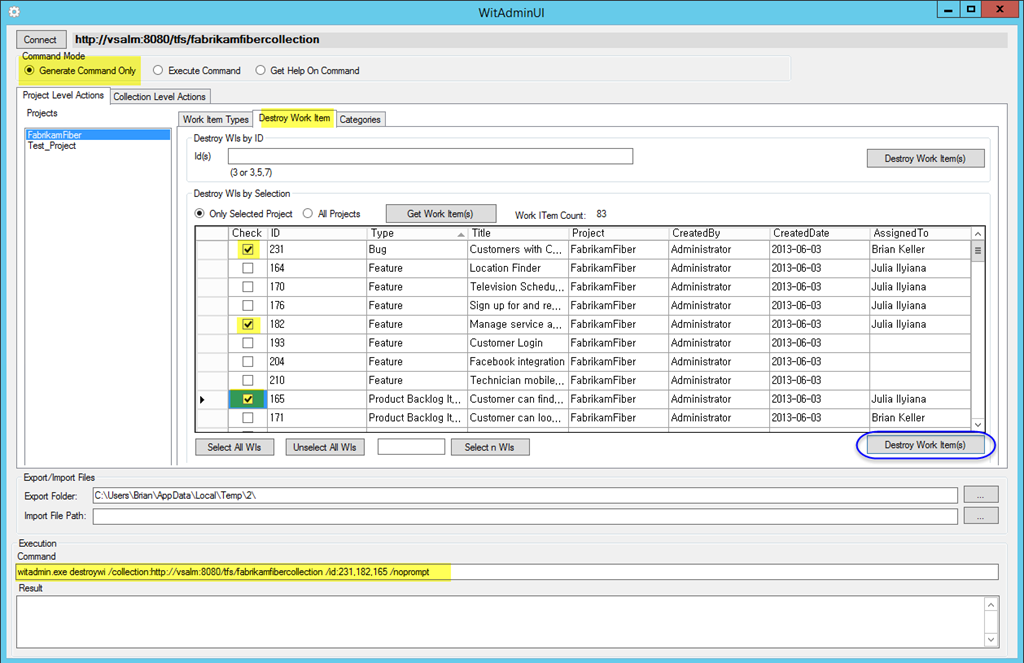 WitAdminUI
Connect http://vsalm:8080/tfs/fabrikamfibercollection
Command Mode
Generate Command Only Execute Command Get Help On Command
Project Level Actions Collection Level Actions
Projects
FabrikamFiber
Test_Project
Work Item Types Destroy Work Item Categories
Destroy WIs by ID
Id(s) Destroy Work Item(s)
(3 or 3,5,7)
Destroy WIs by Selection
Only Selected Project All Projects Get Work Item(s) Work ITem Count: 83
Check ID Type Title Project CreatedBy CreatedDate AssignedTo
231 Bug Customers with C... FabrikamFiber Administrator 2013-06-03 Brian Keller
164 Feature Location Finder FabrikamFiber Administrator 2013-06-03 Julia Ilyiana
170 Feature Television Schedu... FabrikamFiber Administrator 2013-06-03 Julia Ilyiana
176 Feature Sign up for and re... FabrikamFiber Administrator 2013-06-03 Julia Ilyiana
182 Feature Manage service a... FabrikamFiber Administrator 2013-06-03 Julia Ilyiana
193 Feature Customer Login FabrikamFiber Administrator 2013-06-03
204 Feature Facebook integration FabrikamFiber Administrator 2013-06-03
210 Feature Technician mobile... FabrikamFiber Administrator 2013-06-03
165 Product Backlog It... Customer can find... FabrikamFiber Administrator 2013-06-03 Julia Ilyiana
171 Product Backlog It... Customer can loo... FabrikamFiber Administrator 2013-06-03 Brian Keller
Select All WIs Unselect All WIs Select n WIs Destroy Work Item(s)
Export/Import Files
Export Folder: C:\Users\Brian\AppData\Local\Temp\2\ ...
Import File Path: ...
Execution
Command
witadmin.exe destroywi /collection:http://vsalm:8080/tfs/fabrikamfibercollection /id:231,182,165 /noprompt
Result